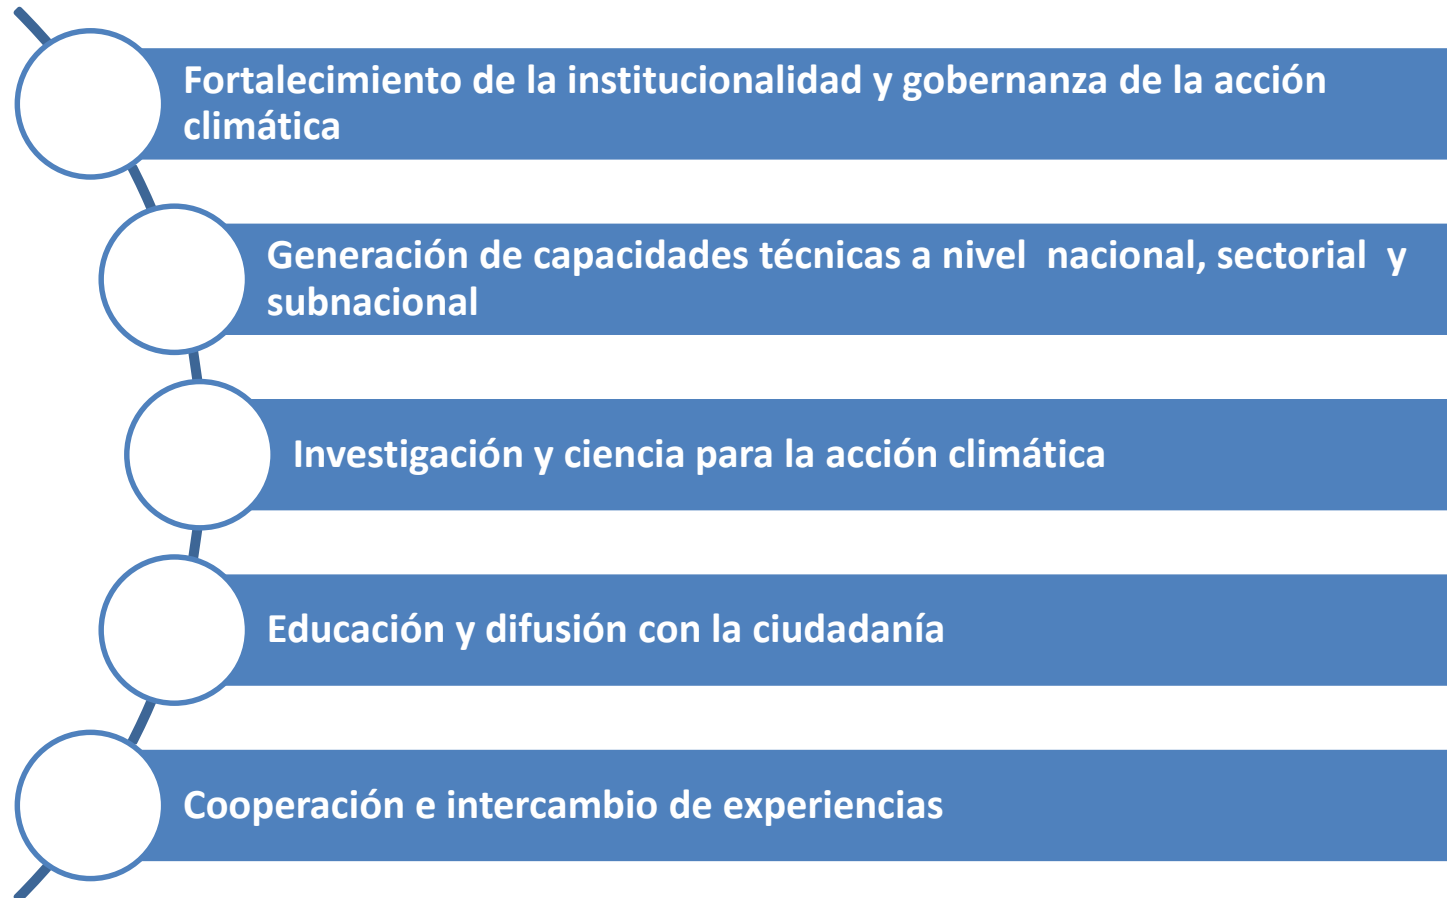 Fortalecimiento de la institucionalidad y gobernanza de la acción
climática
Generación de capacidades técnicas a nivel  nacional, sectorial  y
subnacional
Investigación y ciencia para la acción climática
Educación y difusión con la ciudadanía
Cooperación e intercambio de experiencias